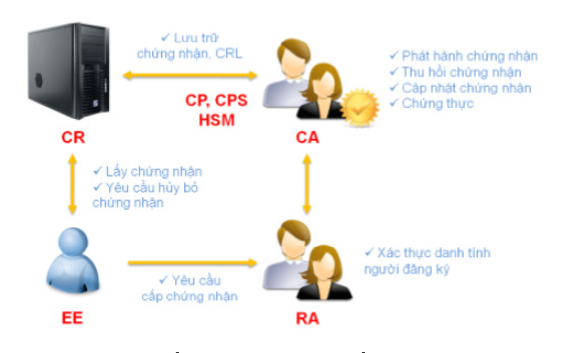 ✓ Lưu trữ
chứng nhận, CRL
✓ Phát hành chứng nhận
✓ Thu hồi chứng nhận
✓ Cập nhật chứng nhận
✓ Chứng thực
CP, CPS
HSM
CR
CA
✓ Lấy chứng nhận
✓ Yêu cầu hủy bỏ
chứng nhận
✓ Xác thực danh tính
người đăng ký
✓ Yêu cầu
cấp chứng nhận
EE
RA